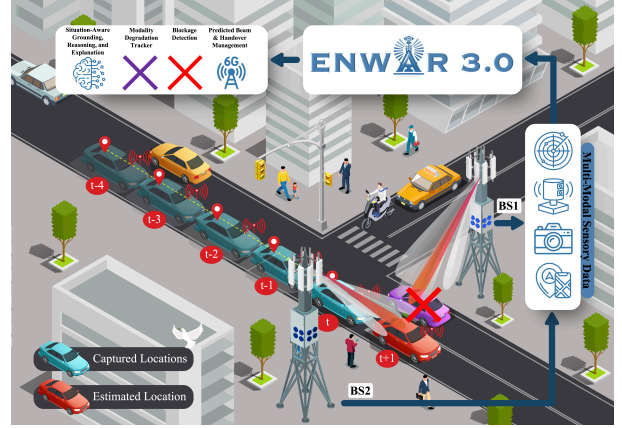 Situation-Aware
Grounding,
Reasoning, and
Explanation
Modality
Degradation
Tracker
Blockage
Detection
Predicted Beam
& Handover
Management
6G
ENWAR 3.0
t-4
t-3
t-2
t-1
t
t+1
BS1
Multi-Modal Sensory Data
BS2
Captured Locations
Estimated Location